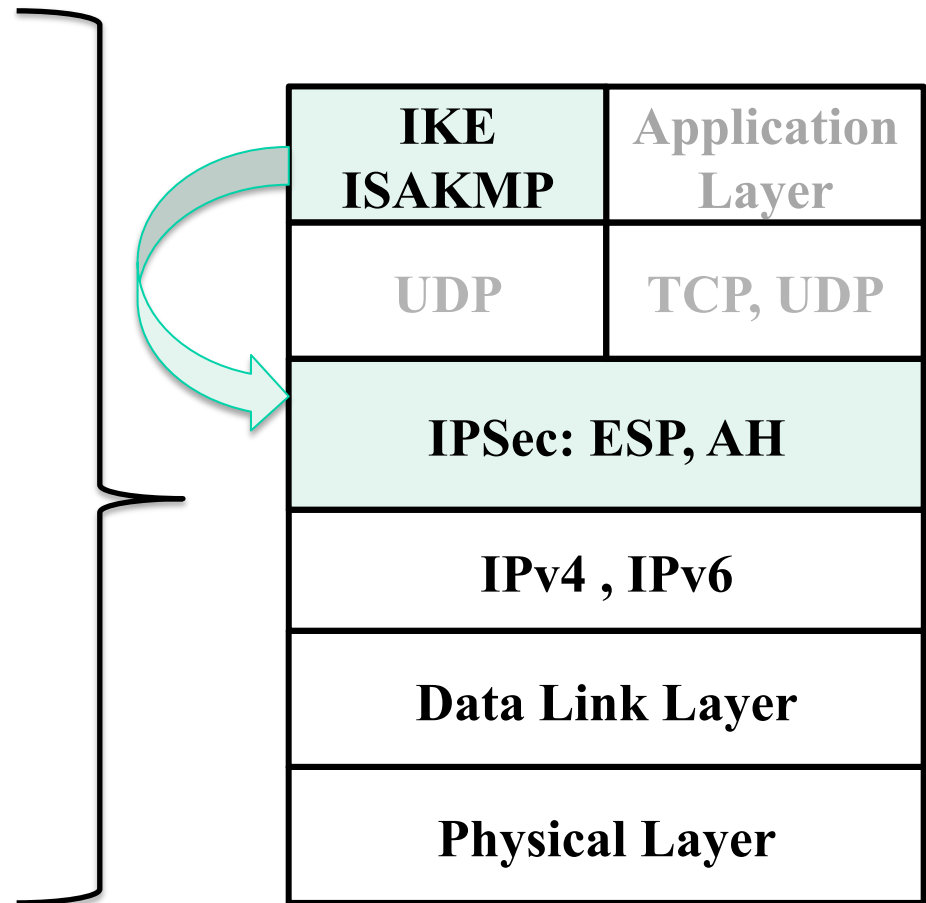 IKE
ISAKMP
Application
Layer
UDP
TCP, UDP
IPSec: ESP, AH
IPv4 , IPv6
Data Link Layer
Physical Layer